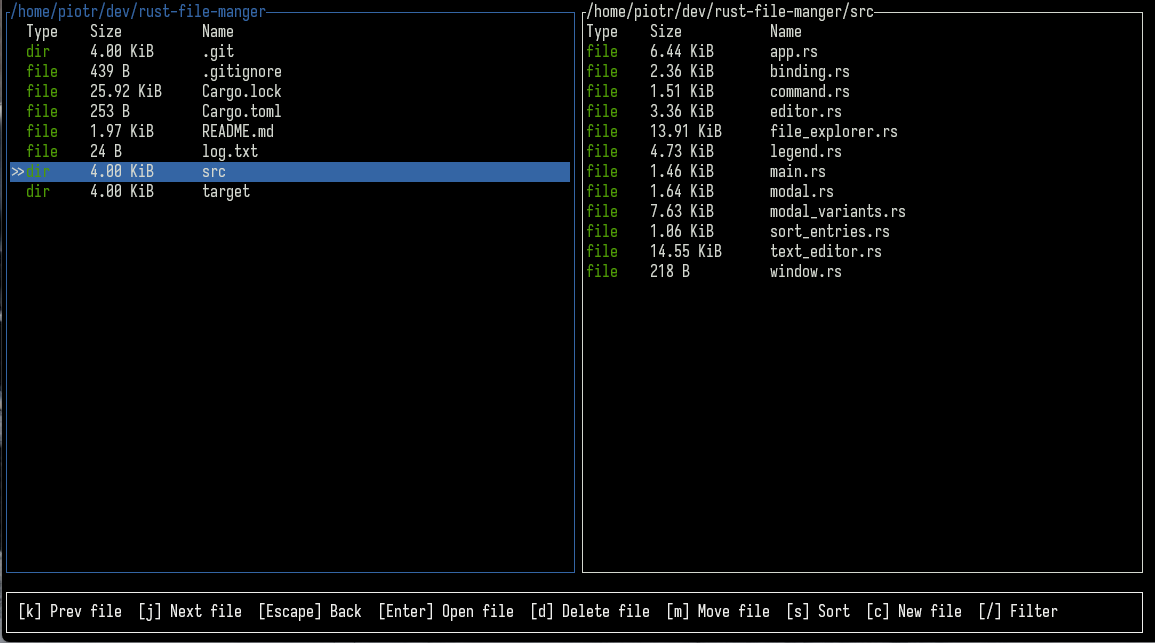 /home/piotr/dev/rust-file-manger
Type Size Name
dir 4.00 KiB .git
file 439 B .gitignore
file 25.92 KiB Cargo.lock
file 253 B Cargo.toml
file 1.97 KiB README.md
file 24 B log.txt
>>dir 4.00 KiB src
dir 4.00 KiB target
/home/piotr/dev/rust-file-manger/src
Type Size Name
file 6.44 KiB app.rs
file 2.36 KiB binding.rs
file 1.51 KiB command.rs
file 3.36 KiB editor.rs
file 13.91 KiB file_explorer.rs
file 4.73 KiB legend.rs
file 1.46 KiB main.rs
file 1.64 KiB modal.rs
file 7.63 KiB modal_variants.rs
file 1.06 KiB sort_entries.rs
file 14.55 KiB text_editor.rs
file 218 B window.rs
[k] Prev file [j] Next file [Escape] Back [Enter] Open file [d] Delete file [m] Move file [s] Sort [c] New file [/] Filter